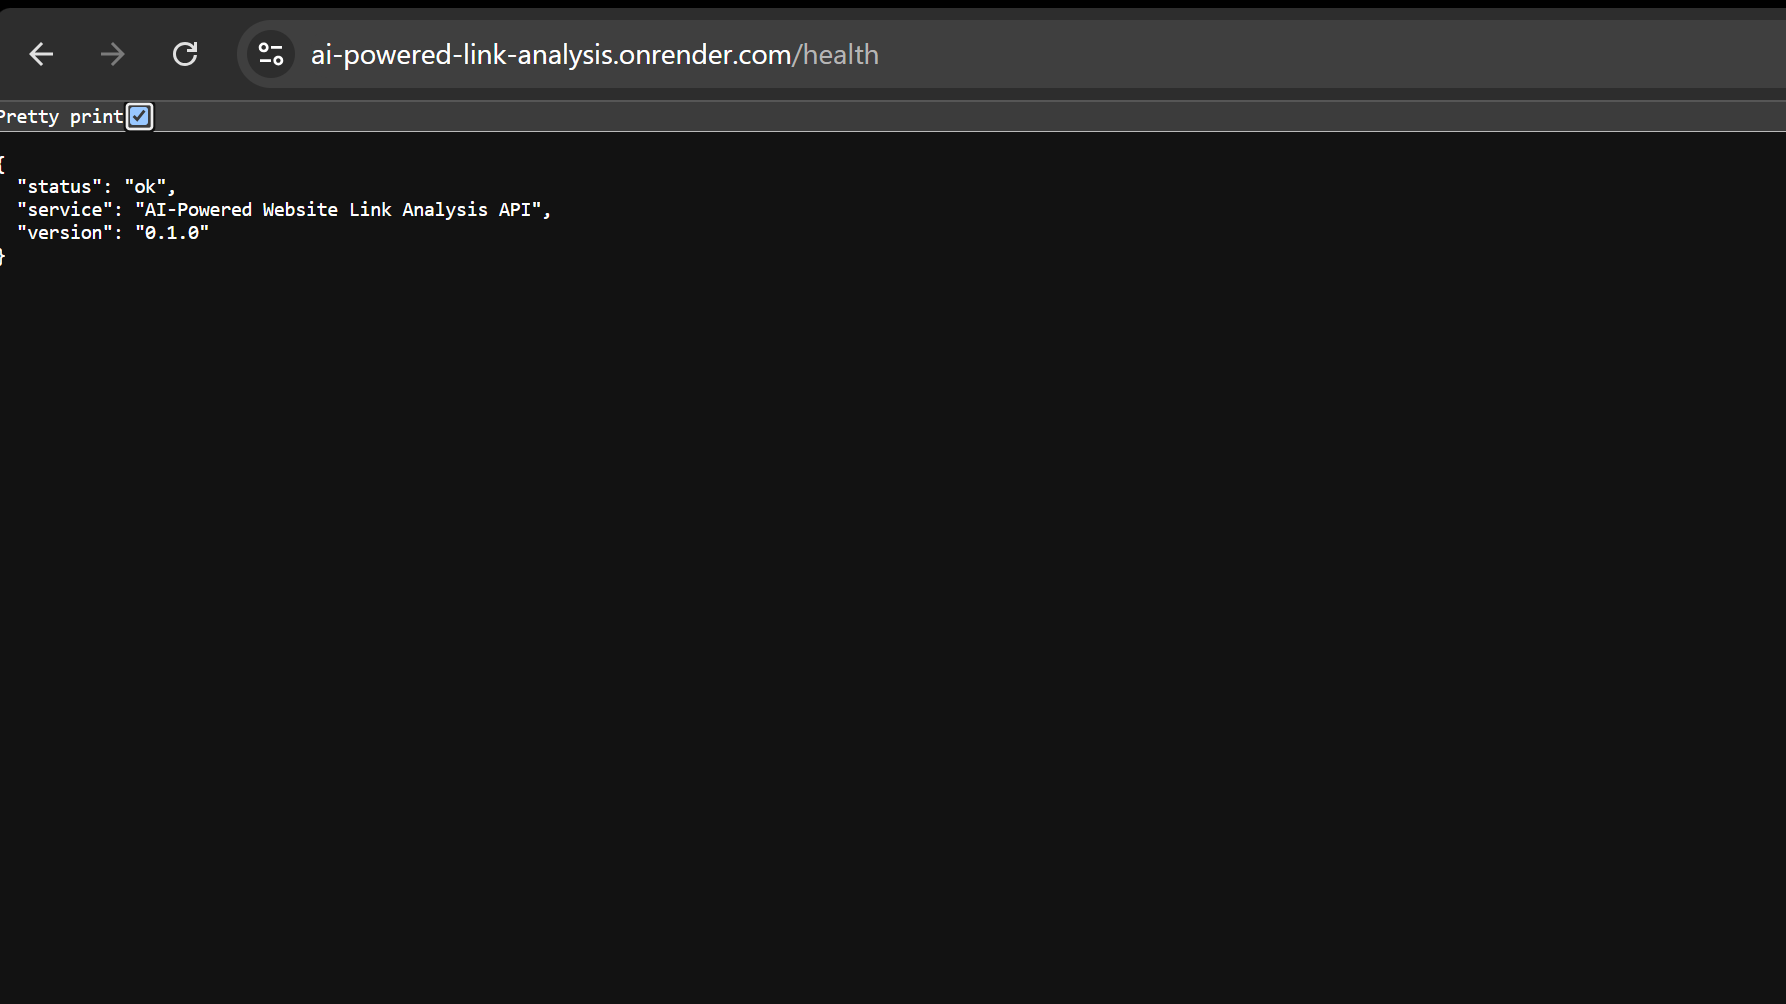 ai-powered-link-analysis.onrender.com/health
Pretty print
{
"status": "ok",
"service": "AI-Powered Website Link Analysis API",
"version": "0.1.0"
}